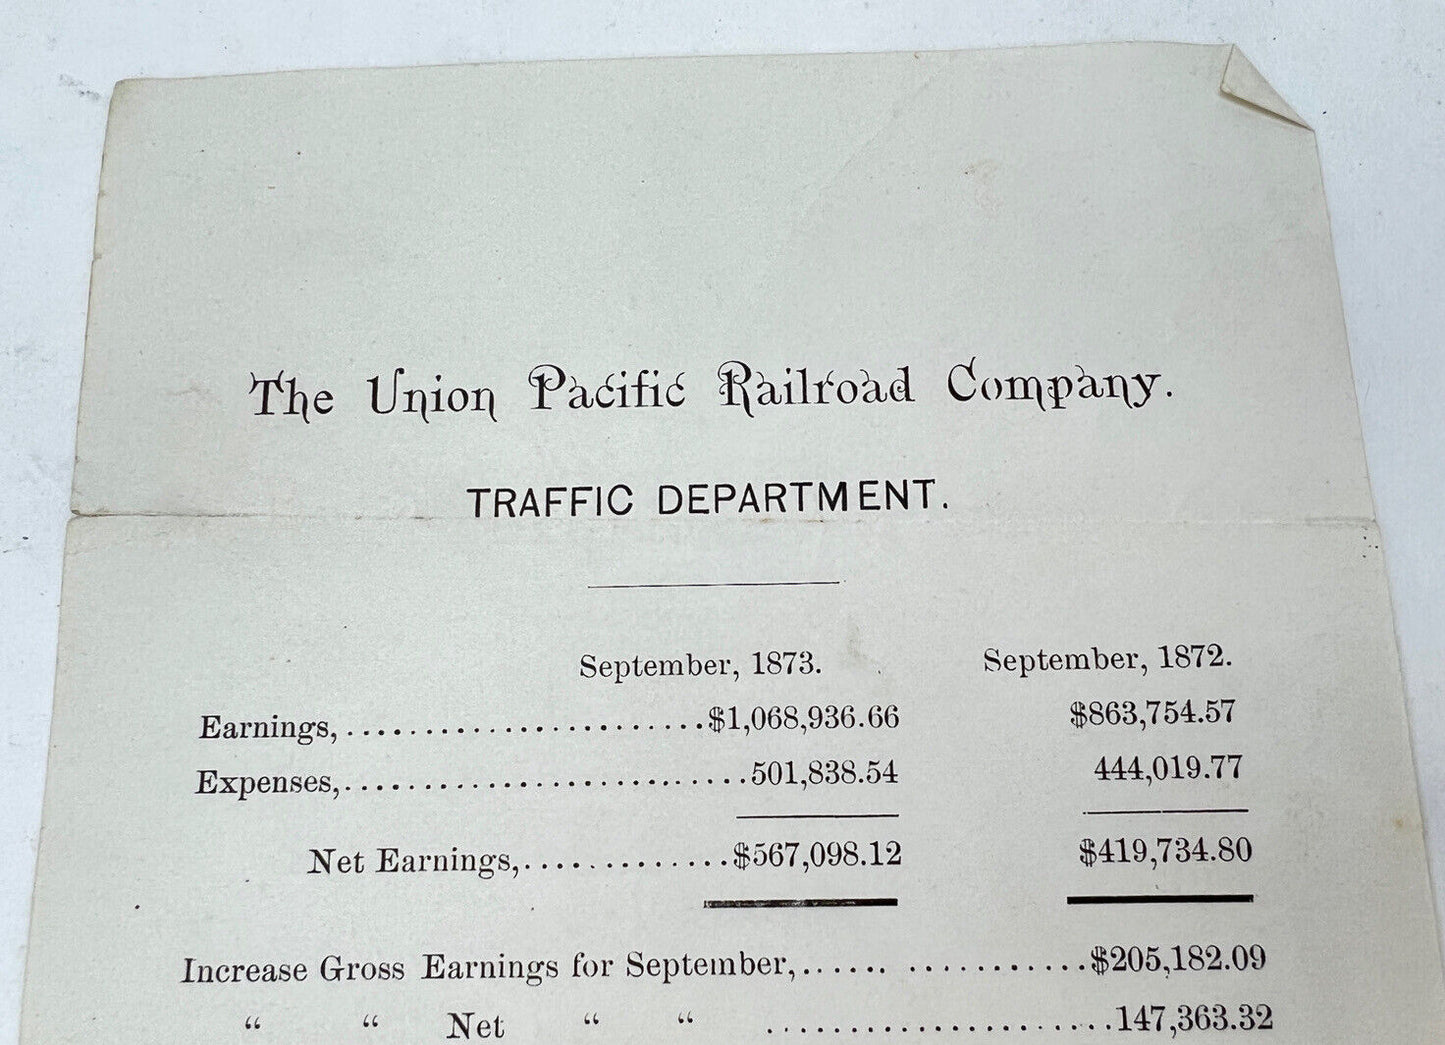 The Union Pacific Railroad Company.
TRAFFIC DEPARTMENT.
September, 1873. September, 1872.
Earnings,.......................$1,068,936.66 $863,754.57
Expenses,.........................501,838.54 444,019.77
Net Earnings,.............$567,098.12 $419,734.80
Increase Gross Earnings for September,...... ...........$205,182.09
“ “ Net “ “ ......................147,363.32